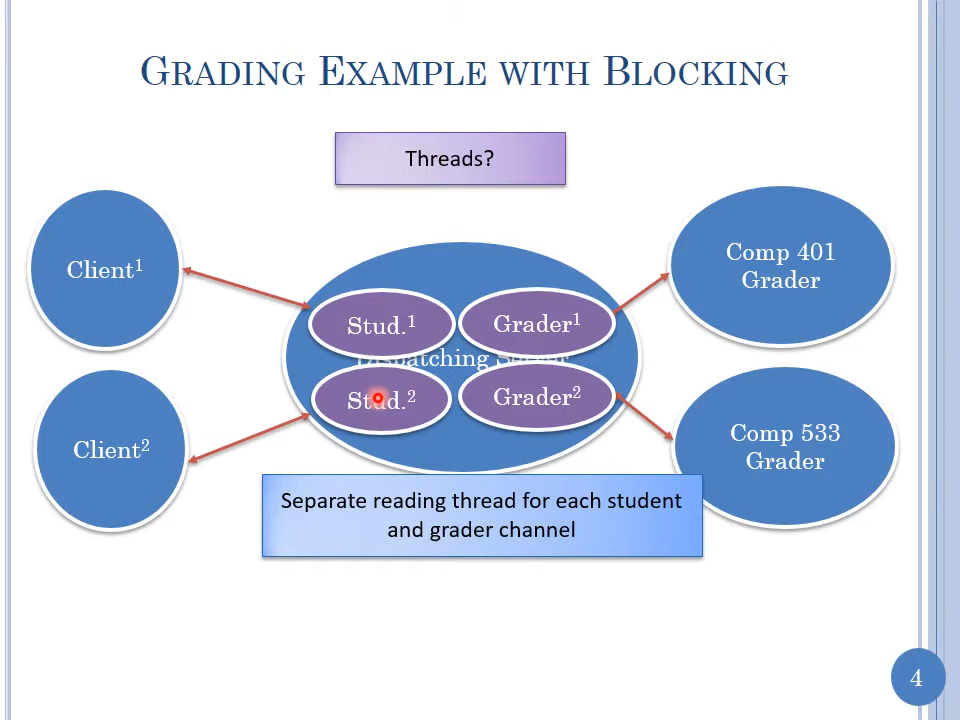 GRADING EXAMPLE WITH BLOCKING
Threads?
Client1
Comp 401
Grader
Stud.1
Grader1
Dispatching Server
Stud.2
Grader2
Client2
Comp 533
Grader
Separate reading thread for each student
and grader channel
4